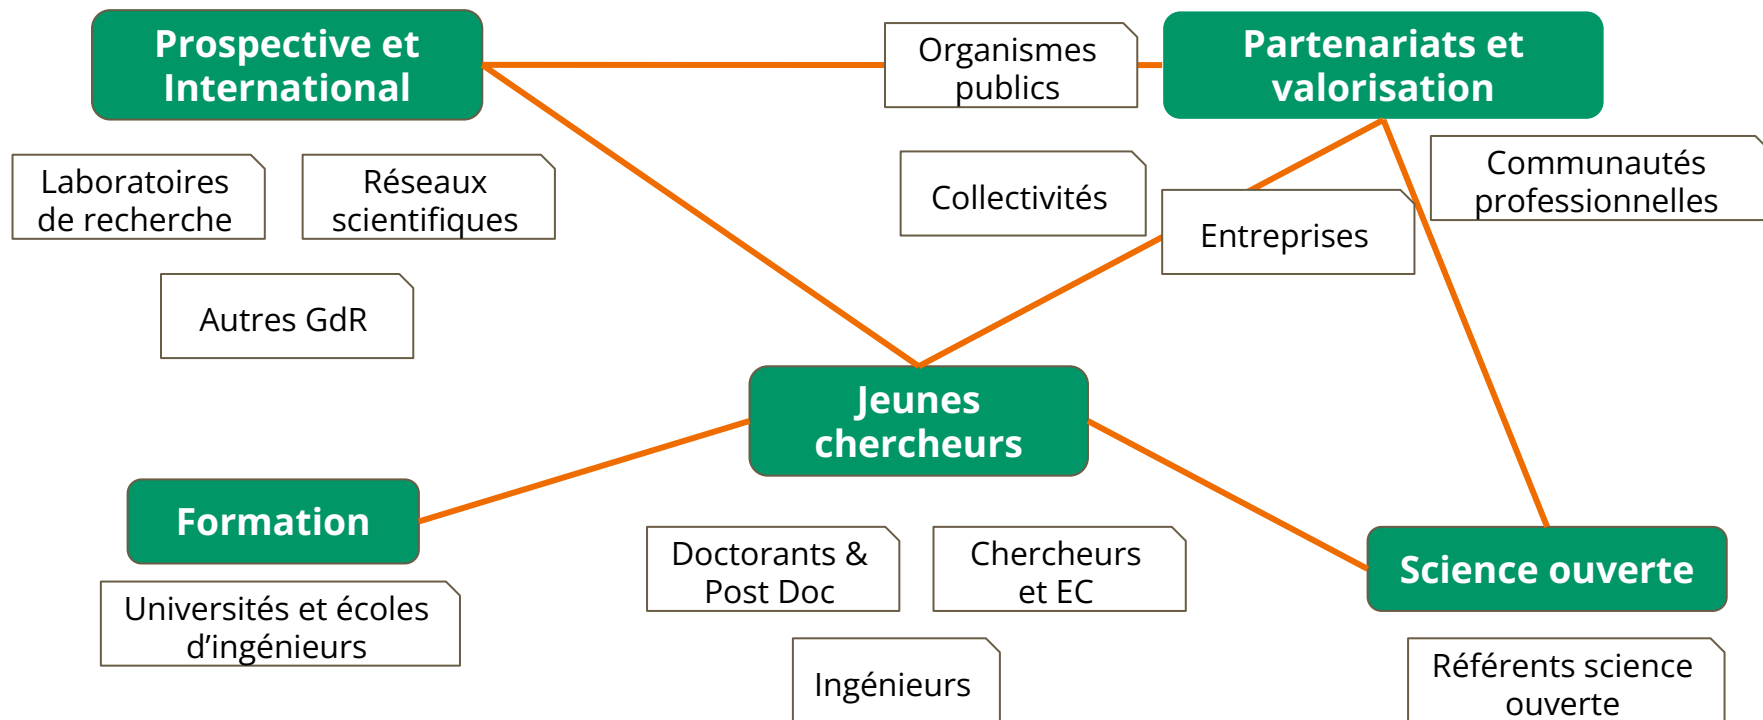 Prospective et
International
Organismes
publics
Partenariats et
valorisation
Laboratoires
de recherche
Réseaux
scientifiques
Collectivités
Entreprises
Communautés
professionnelles
Autres GdR
Jeunes
chercheurs
Formation
Universités et écoles
d’ingénieurs
Doctorants &
Post Doc
Chercheurs
et EC
Ingénieurs
Science ouverte
Référents science
ouverte